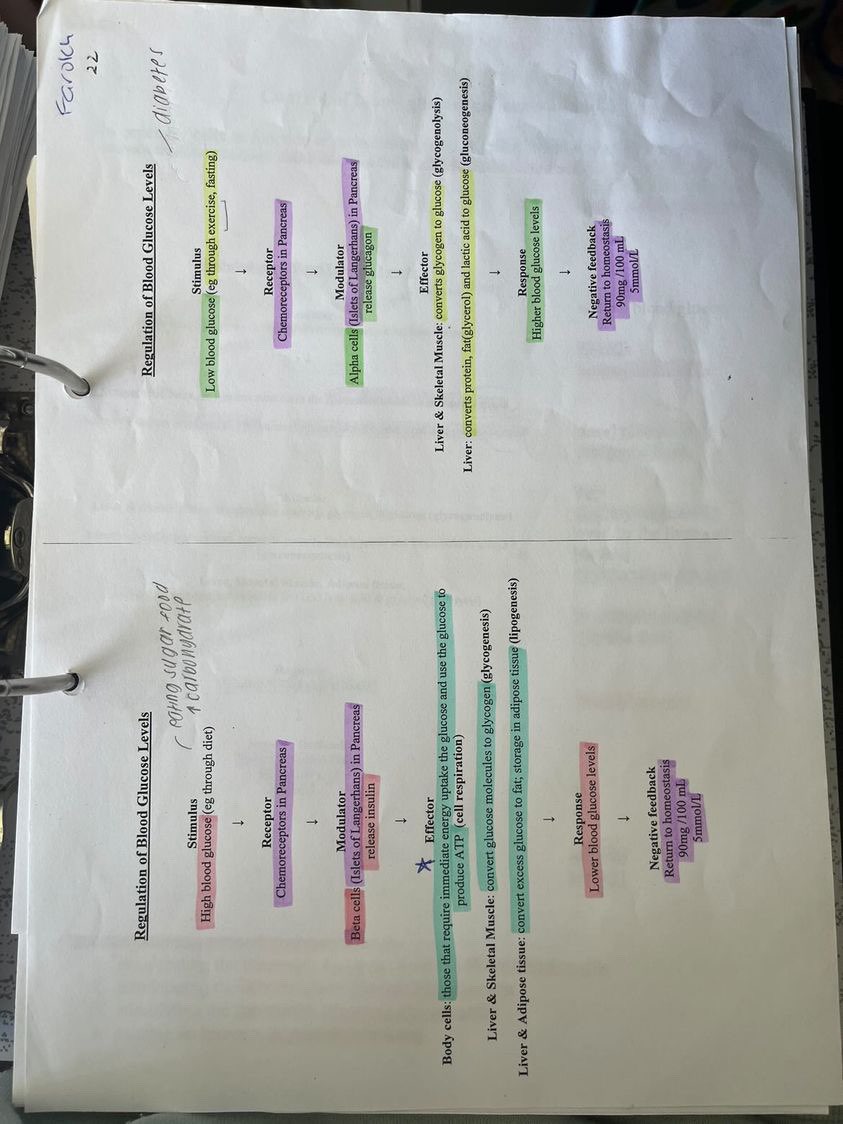 Regulation of Blood Glucose Levels
eating sugar food
↑ carbohydrate
Stimulus
High blood glucose (eg through diet)
↓
Receptor
Chemoreceptors in Pancreas
↓
Modulator
Beta cells (Islets of Langerhans) in Pancreas
release insulin
↓
☆ Effector
Body cells: those that require immediate energy uptake the glucose and use the glucose to
produce ATP (cell respiration)
Liver & Skeletal Muscle: convert glucose molecules to glycogen (glycogenesis)
Liver & Adipose tissue: convert excess glucose to fat; storage in adipose tissue (lipogenesis)
↓
Response
Lower blood glucose levels
↓
Negative feedback
Return to homeostasis
90mg /100 mL
5mmol/L
Farokh
22
Regulation of Blood Glucose Levels
diabetes
Stimulus
Low blood glucose (eg through exercise, fasting)
↓
Receptor
Chemoreceptors in Pancreas
↓
Modulator
Alpha cells (Islets of Langerhans) in Pancreas
release glucagon
↓
Effector
Liver & Skeletal Muscle: converts glycogen to glucose (glycogenolysis)
Liver: converts protein, fat(glycerol) and lactic acid to glucose (gluconeogenesis)
↓
Response
Higher blood glucose levels
↓
Negative feedback
Return to homeostasis
90mg /100 mL
5mmol/L